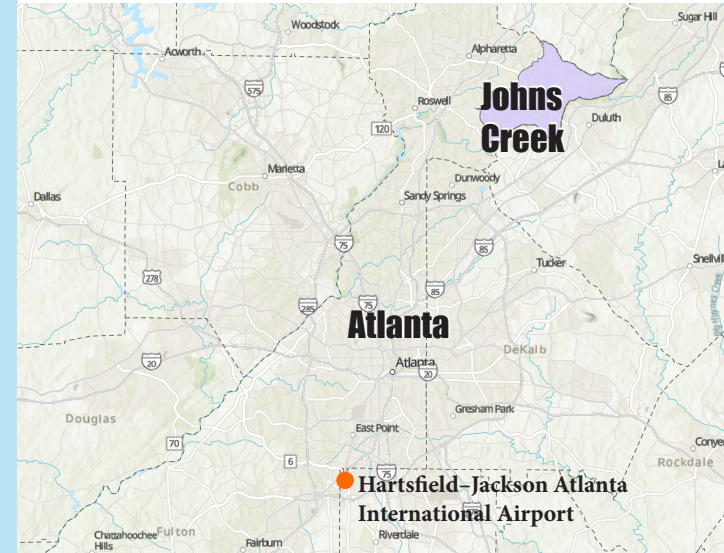 Sugar Hill
Woodstock
Acworth
Alpharetta
575
85
Johns
Creek
Roswell
120
Duluth
Marietta
Cobb
Dunwoody
Sandy Springs
Dallas
75
85
Tucker
Snellvil
278
85
285
75
Atlanta
DeKalb
20
Atlanta
20
Gresham Park
Douglas
East Point
70
Conyer
6
Rockdale
75
Hartsfield–Jackson Atlanta
International Airport
Chattahoochee
Hills
Fulton
Fairburn
Riverdale